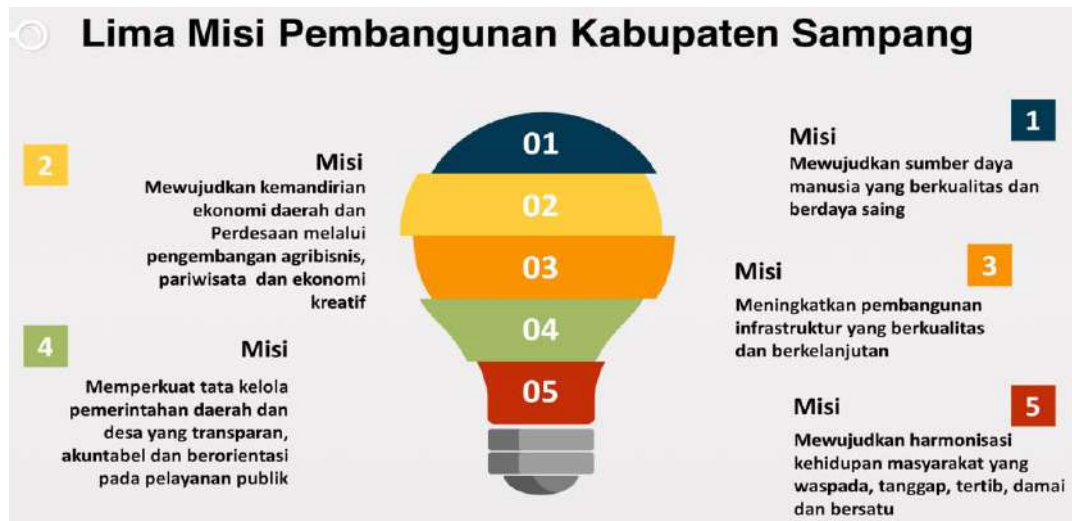 Lima Misi Pembangunan Kabupaten Sampang
1
Misi
Mewujudkan sumber daya
manusia yang berkualitas dan
berdaya saing
2
Misi
Mewujudkan kemandirian
ekonomi daerah dan
Perdesaan melalui
pengembangan agribisnis,
pariwisata dan ekonomi
kreatif
3
Misi
Meningkatkan pembangunan
infrastruktur yang berkualitas
dan berkelanjutan
4
Misi
Memperkuat tata kelola
pemerintahan daerah dan
desa yang transparan,
akuntabel dan berorientasi
pada pelayanan publik
5
Misi
Mewujudkan harmonisasi
kehidupan masyarakat yang
waspada, tanggap, tertib, damai
dan bersatu
01
02
03
04
05